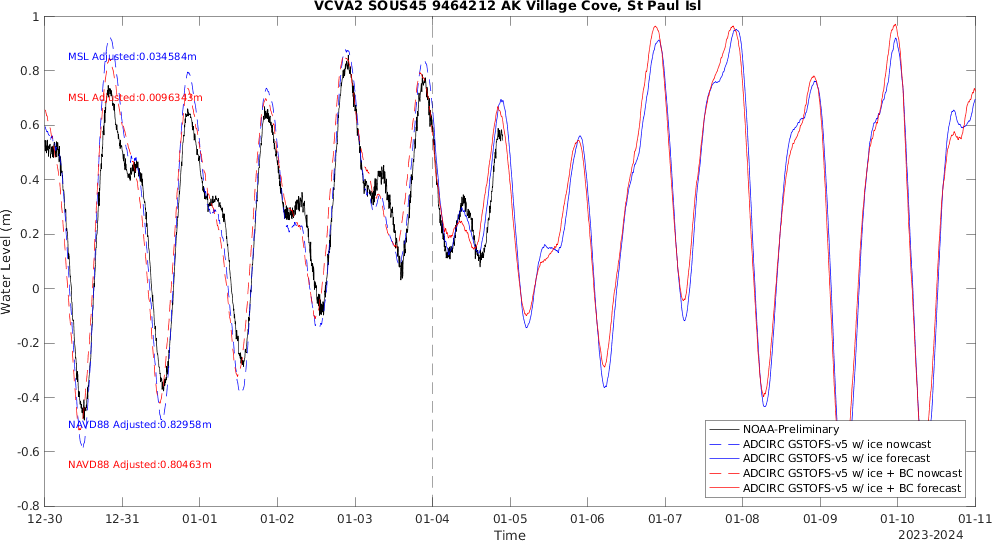 VCVA2 SOUS45 9464212 AK Village Cove, St Paul Isl
Water Level (m)
1
0.8
0.6
0.4
0.2
0
-0.2
-0.4
-0.6
-0.8
MSL Adjusted:0.034584m
MSL Adjusted:0.0096343m
NAVD88 Adjusted:0.82958m
NAVD88 Adjusted:0.80463m
NOAA-Preliminary
ADCIRC GSTOFS-v5 w/ ice nowcast
ADCIRC GSTOFS-v5 w/ ice forecast
ADCIRC GSTOFS-v5 w/ ice + BC nowcast
ADCIRC GSTOFS-v5 w/ ice + BC forecast
12-30 12-31 01-01 01-02 01-03 01-04 01-05 01-06 01-07 01-08 01-09 01-10 01-11
Time
2023-2024